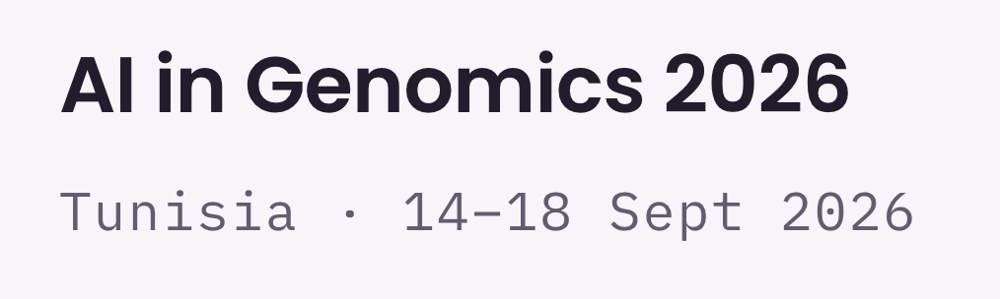 AI in Genomics 2026
Tunisia · 14–18 Sept 2026